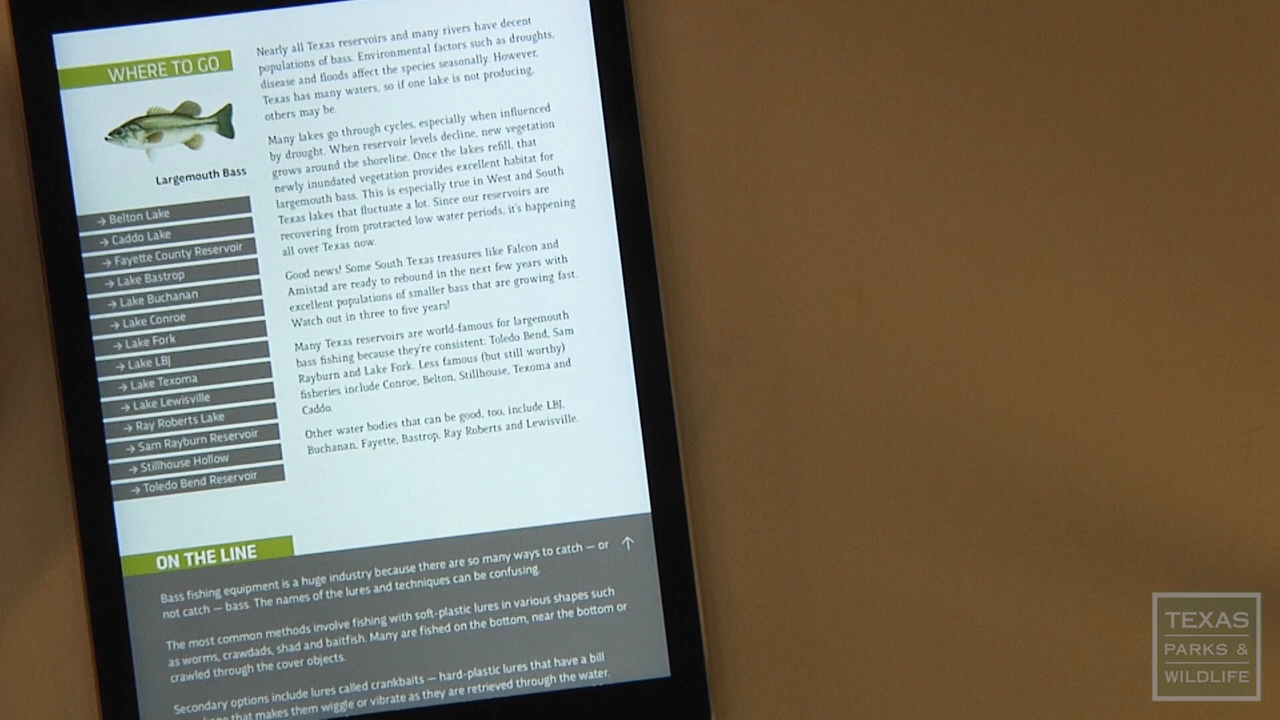 WHERE TO GO
Largemouth Bass
→ Belton Lake
→ Caddo Lake
→ Fayette County Reservoir
→ Lake Bastrop
→ Lake Buchanan
→ Lake Conroe
→ Lake Fork
→ Lake LBJ
→ Lake Texoma
→ Lake Lewisville
→ Ray Roberts Lake
→ Sam Rayburn Reservoir
→ Stillhouse Hollow
→ Toledo Bend Reservoir
Nearly all Texas reservoirs and many rivers have decent
populations of bass. Environmental factors such as droughts,
disease and floods affect the species seasonally. However,
Texas has many waters, so if one lake is not producing,
others may be.
Many lakes go through cycles, especially when influenced
by drought. When reservoir levels decline, new vegetation
grows around the shoreline. Once the lakes refill, that
newly inundated vegetation provides excellent habitat for
largemouth bass. This is especially true in West and South
Texas lakes that fluctuate a lot. Since our reservoirs are
recovering from protracted low water periods, it's happening
all over Texas now.
Good news! Some South Texas treasures like Falcon and
Amistad are ready to rebound in the next few years with
excellent populations of smaller bass that are growing fast.
Watch out in three to five years!
Many Texas reservoirs are world-famous for largemouth
bass fishing because they're consistent: Toledo Bend, Sam
Rayburn and Lake Fork. Less famous (but still worthy)
fisheries include Conroe, Belton, Stillhouse, Texoma and
Caddo.
Other water bodies that can be good, too, include LBJ,
Buchanan, Fayette, Bastrop, Ray Roberts and Lewisville.
ON THE LINE
Bass fishing equipment is a huge industry because there are so many ways to catch — or
not catch — bass. The names of the lures and techniques can be confusing.
The most common methods involve fishing with soft-plastic lures in various shapes such
as worms, crawdads, shad and baitfish. Many are fished on the bottom, near the bottom or
crawled through the cover objects.
Secondary options include lures called crankbaits — hard-plastic lures that have a bill
that makes them wiggle or vibrate as they are retrieved through the water.
TEXAS
PARKS &
WILDLIFE